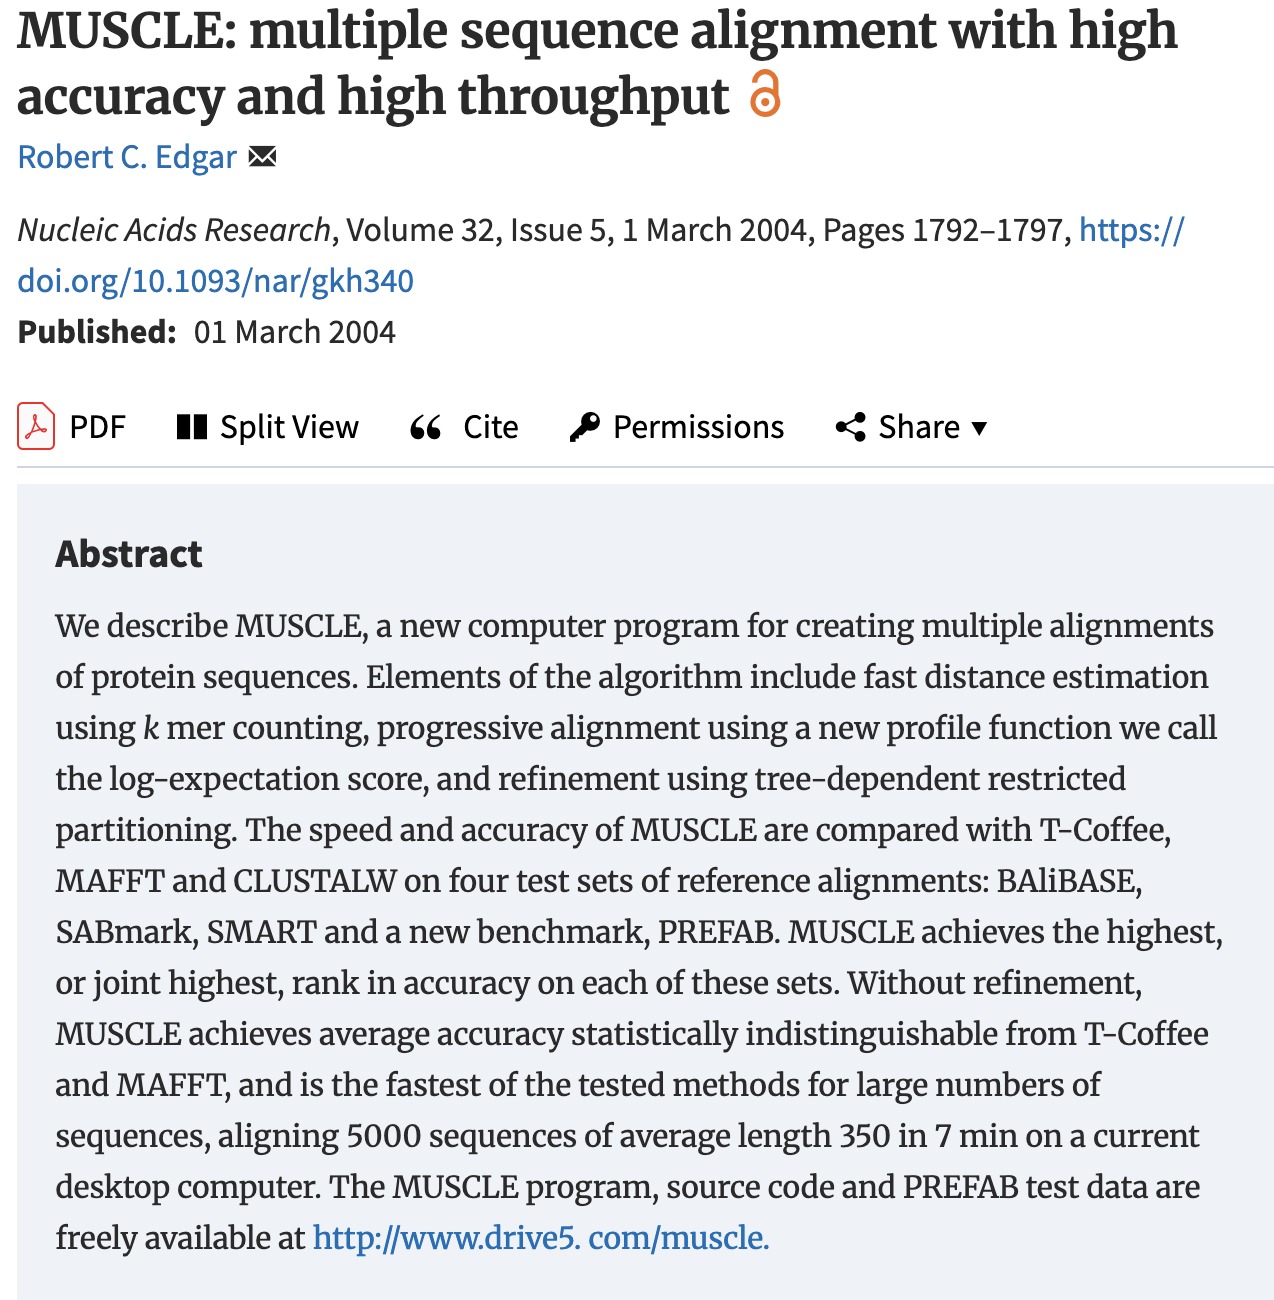 MUSCLE: multiple sequence alignment with high
accuracy and high throughput
Robert C. Edgar
Nucleic Acids Research, Volume 32, Issue 5, 1 March 2004, Pages 1792–1797, https://
doi.org/10.1093/nar/gkh340
Published: 01 March 2004
PDF Split View Cite Permissions Share
Abstract
We describe MUSCLE, a new computer program for creating multiple alignments
of protein sequences. Elements of the algorithm include fast distance estimation
using k mer counting, progressive alignment using a new profile function we call
the log-expectation score, and refinement using tree-dependent restricted
partitioning. The speed and accuracy of MUSCLE are compared with T-Coffee,
MAFFT and CLUSTALW on four test sets of reference alignments: BAliBASE,
SABmark, SMART and a new benchmark, PREFAB. MUSCLE achieves the highest,
or joint highest, rank in accuracy on each of these sets. Without refinement,
MUSCLE achieves average accuracy statistically indistinguishable from T-Coffee
and MAFFT, and is the fastest of the tested methods for large numbers of
sequences, aligning 5000 sequences of average length 350 in 7 min on a current
desktop computer. The MUSCLE program, source code and PREFAB test data are
freely available at http://www.drive5. com/muscle.